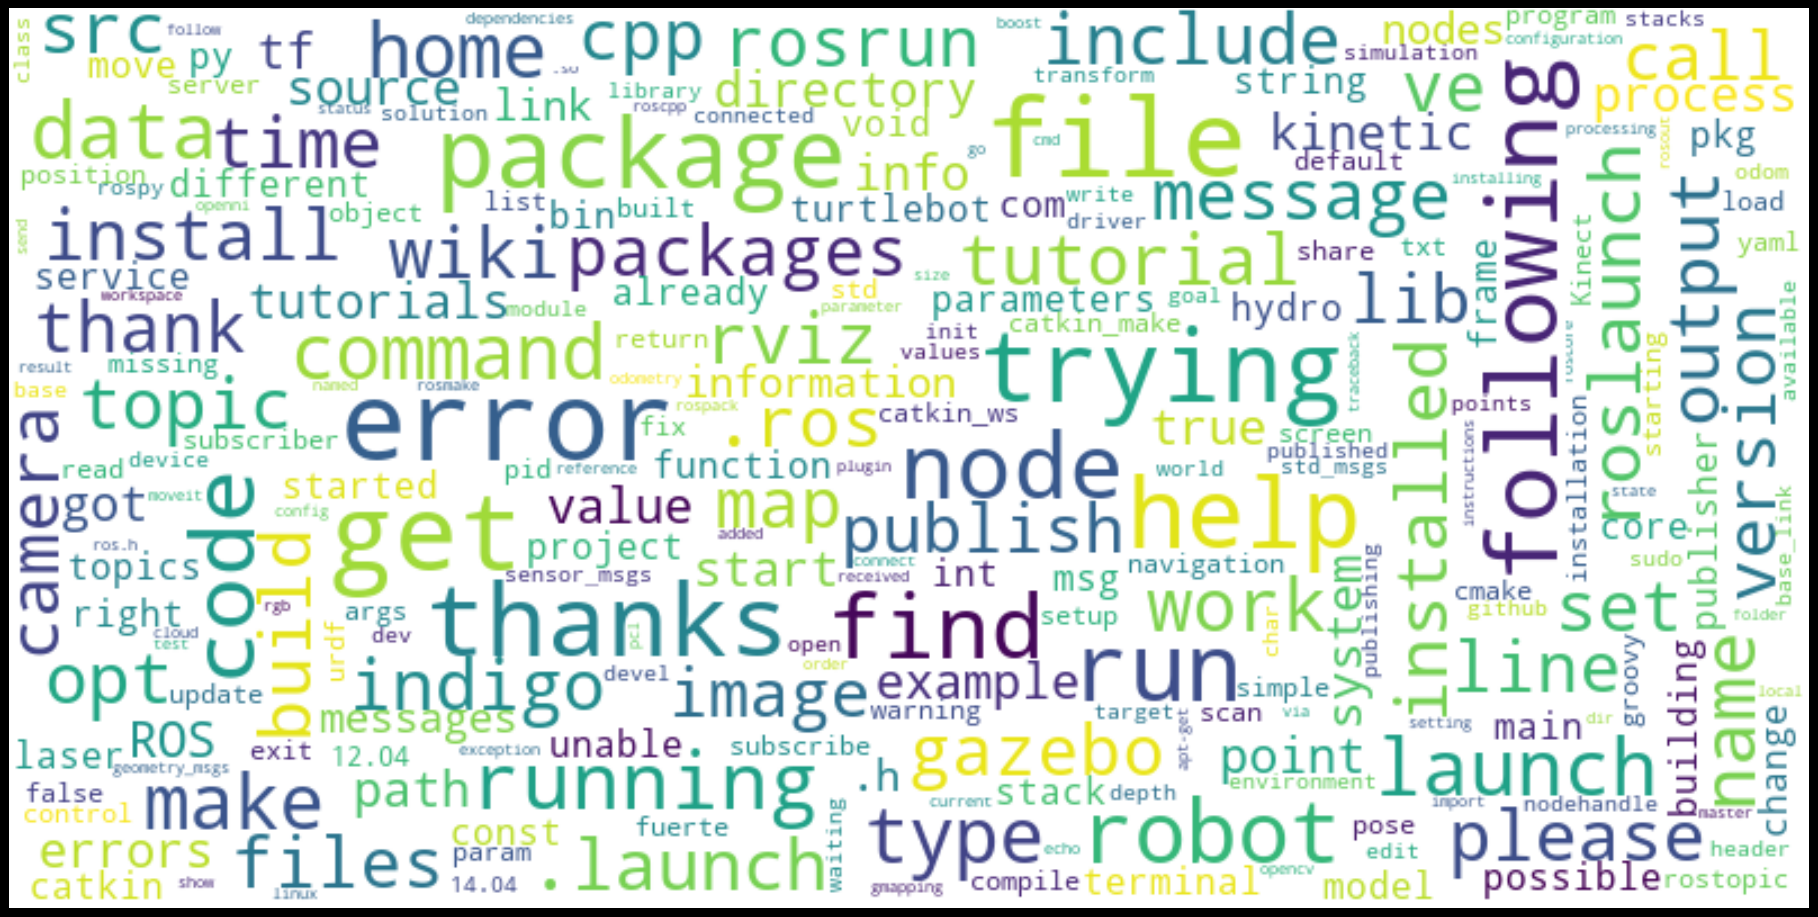 class
src
follow
move
py
server
tf
home
dependencies
.so
cpp
rosrun
boost
include
nodes
program
configuration
stacks
simulation
call
process
source
status
solution
link
library
roscpp
connected
directory
transform
string
ve
following
data
time
package
void
info
go
file
cmd
kinetic
default
processing
rosout
pkg
position
rospy
different
openni
object
list
bin
built
turtlebot
com
write
driver
message
installing
odom
load
send
install
service
workspace
wiki
packages
size
tutorial
share
txt
frame
Kinect
roslaunch
output
yaml
thank
tutorials
module
already
std
parameter
parameters
goal
hydro
lib
catkin_make
init
values
return
rviz
command
trying
traceback
roscore
starting
version
available
result
missing
base
topic
named
rosmake
odometry
information
rospack
error
fix
.ros
catkin_ws
true
screen
published
std_msgs
installed
points
instructions
installation
camera
subscriber
read
device
moveit
got
code
started
config
get
pid
reference
function
plugin
node
world
value
map
added
publish
help
state
core
publisher
base_link
ros.h
topics
build
project
sensor_msgs
start
connect
received
int
msg
navigation
system
publishing
cmake
github
sudo
set
folder
right
cloud
test
rgb
args
dev
urdf
thanks
pcl
open
find
setup
work
char
opt
update
indigo
devel
order
image
example
warning
run
simple
target
scan
via
line
groovy
building
name
local
messages
ROS
laser
geometry_msgs
exit
12.04
exception
unable
.
subscribe
gazebo
apt-get
point
environment
setting
main
dir
launch
change
false
control
make
path
running
.h
current
stack
depth
import
nodehandle
master
errors
files
const
param
fuerte
waiting
type
echo
robot
pose
edit
please
header
catkin
show
linux
14.04
.launch
gmapping
compile
terminal
opencv
model
possible
rostopic